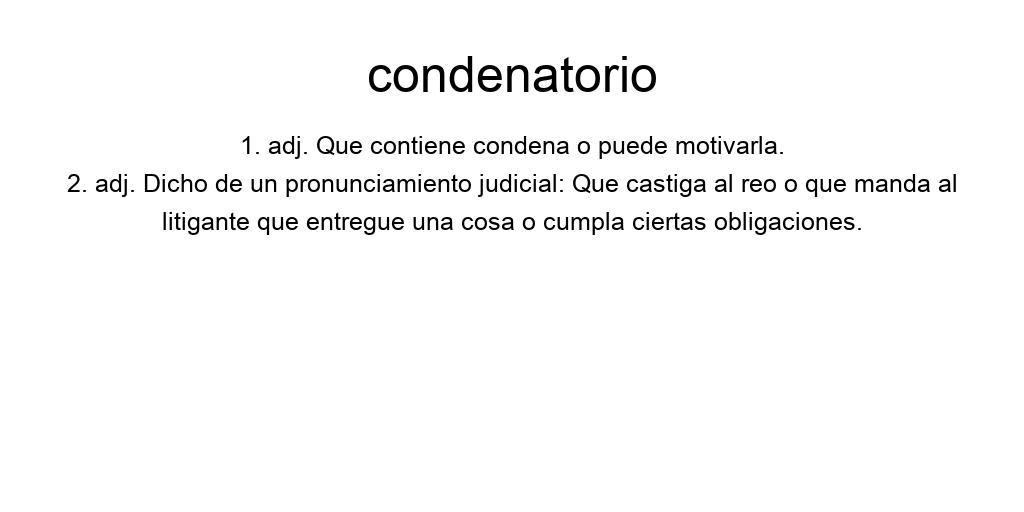 condenatorio
1. adj. Que contiene condena o puede motivarla.
2. adj. Dicho de un pronunciamiento judicial: Que castiga al reo o que manda al
litigante que entregue una cosa o cumpla ciertas obligaciones.